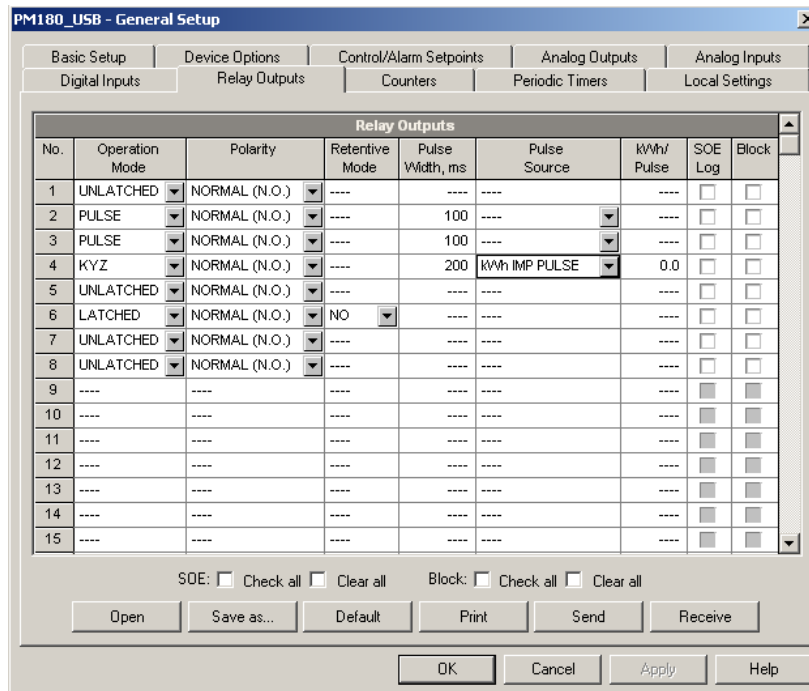 PM180_USB - General Setup
Basic Setup Device Options Control/Alarm Setpoints Analog Outputs Analog Inputs
Digital Inputs Relay Outputs Counters Periodic Timers Local Settings
Relay Outputs
No. Operation Mode Polarity Retentive Mode Pulse Width, ms Pulse Source kWh/ Pulse SOE Log Block
1 UNLATCHED NORMAL (N.O.) ---- ---- ---- ----
2 PULSE NORMAL (N.O.) ---- 100 ---- ----
3 PULSE NORMAL (N.O.) ---- 100 ---- ----
4 KYZ NORMAL (N.O.) ---- 200 kWh IMP PULSE 0.0
5 UNLATCHED NORMAL (N.O.) ---- ---- ---- ----
6 LATCHED NORMAL (N.O.) NO ---- ---- ----
7 UNLATCHED NORMAL (N.O.) ---- ---- ---- ----
8 UNLATCHED NORMAL (N.O.) ---- ---- ---- ----
9 ---- ---- ---- ---- ---- ----
10 ---- ---- ---- ---- ---- ----
11 ---- ---- ---- ---- ---- ----
12 ---- ---- ---- ---- ---- ----
13 ---- ---- ---- ---- ---- ----
14 ---- ---- ---- ---- ---- ----
15 ---- ---- ---- ---- ---- ----
SOE: Check all Clear all Block: Check all Clear all
Open Save as... Default Print Send Receive
OK Cancel Apply Help